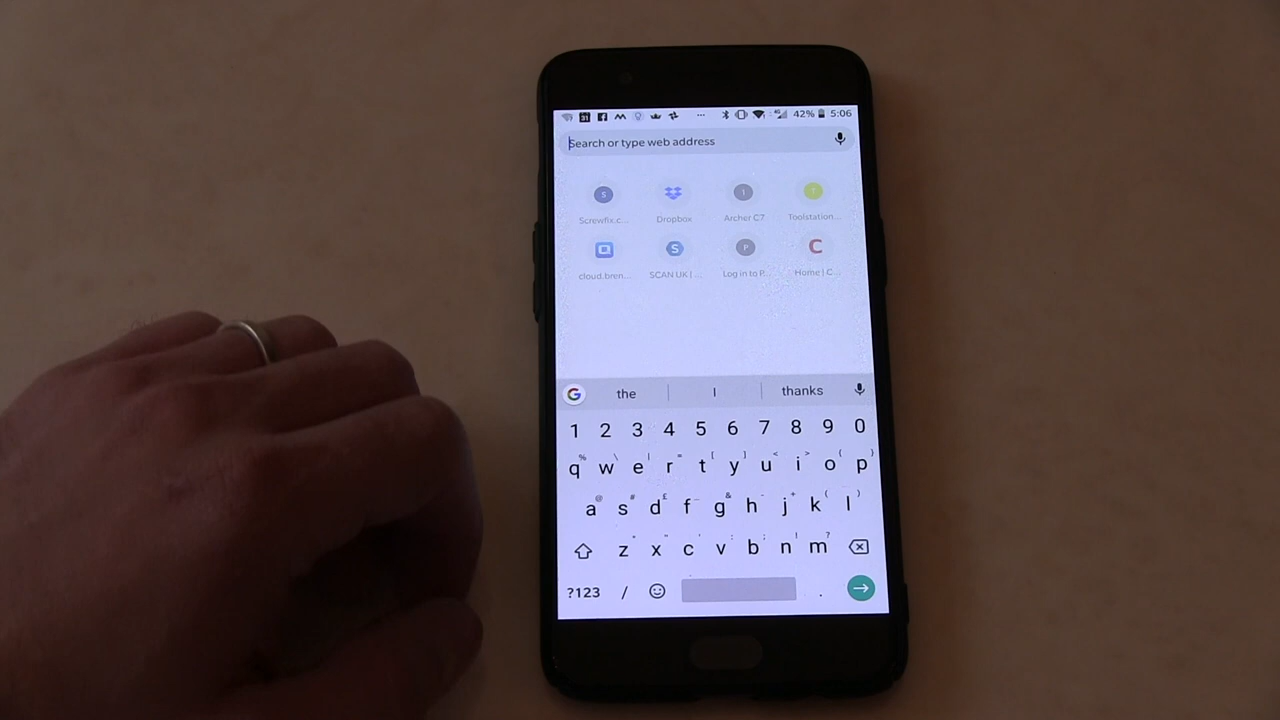 31 42% 5:06
Search or type web address
S I T
Screwfix.c... Dropbox Archer C7 Toolstation...
S P C
cloud.bren... SCAN UK | ... Log in to P... Home | C...
G the I thanks
1 2 3 4 5 6 7 8 9 0
q w e r t y u i o p
a s d f g h j k l
z x c v b n m
?123 / .